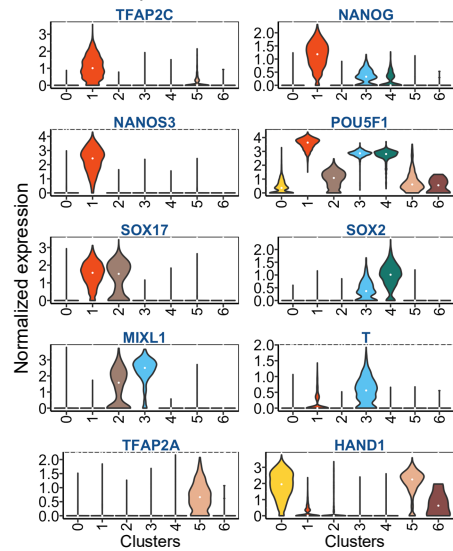 TFAP2C NANOG
3 2.0
2 1.5
1 1.0
0 0.5
0.0
0 1 2 3 4 5 6 0 1 2 3 4 5 6
NANOS3 POU5F1
4 4
3 3
2 2
1 1
0 0
0 1 2 3 4 5 6 0 1 2 3 4 5 6
SOX17 SOX2
3 2.0
2 1.5
1 1.0
0 0.5
0.0
0 1 2 3 4 5 6 0 1 2 3 4 5 6
MIXL1 T
3 2.0
2 1.5
1 1.0
0 0.5
0.0
0 1 2 3 4 5 6 0 1 2 3 4 5 6
TFAP2A HAND1
2.0 3
1.5 2
1.0 1
0.5 0
0.0
0 1 2 3 4 5 6 0 1 2 3 4 5 6
Clusters Clusters
Normalized expression